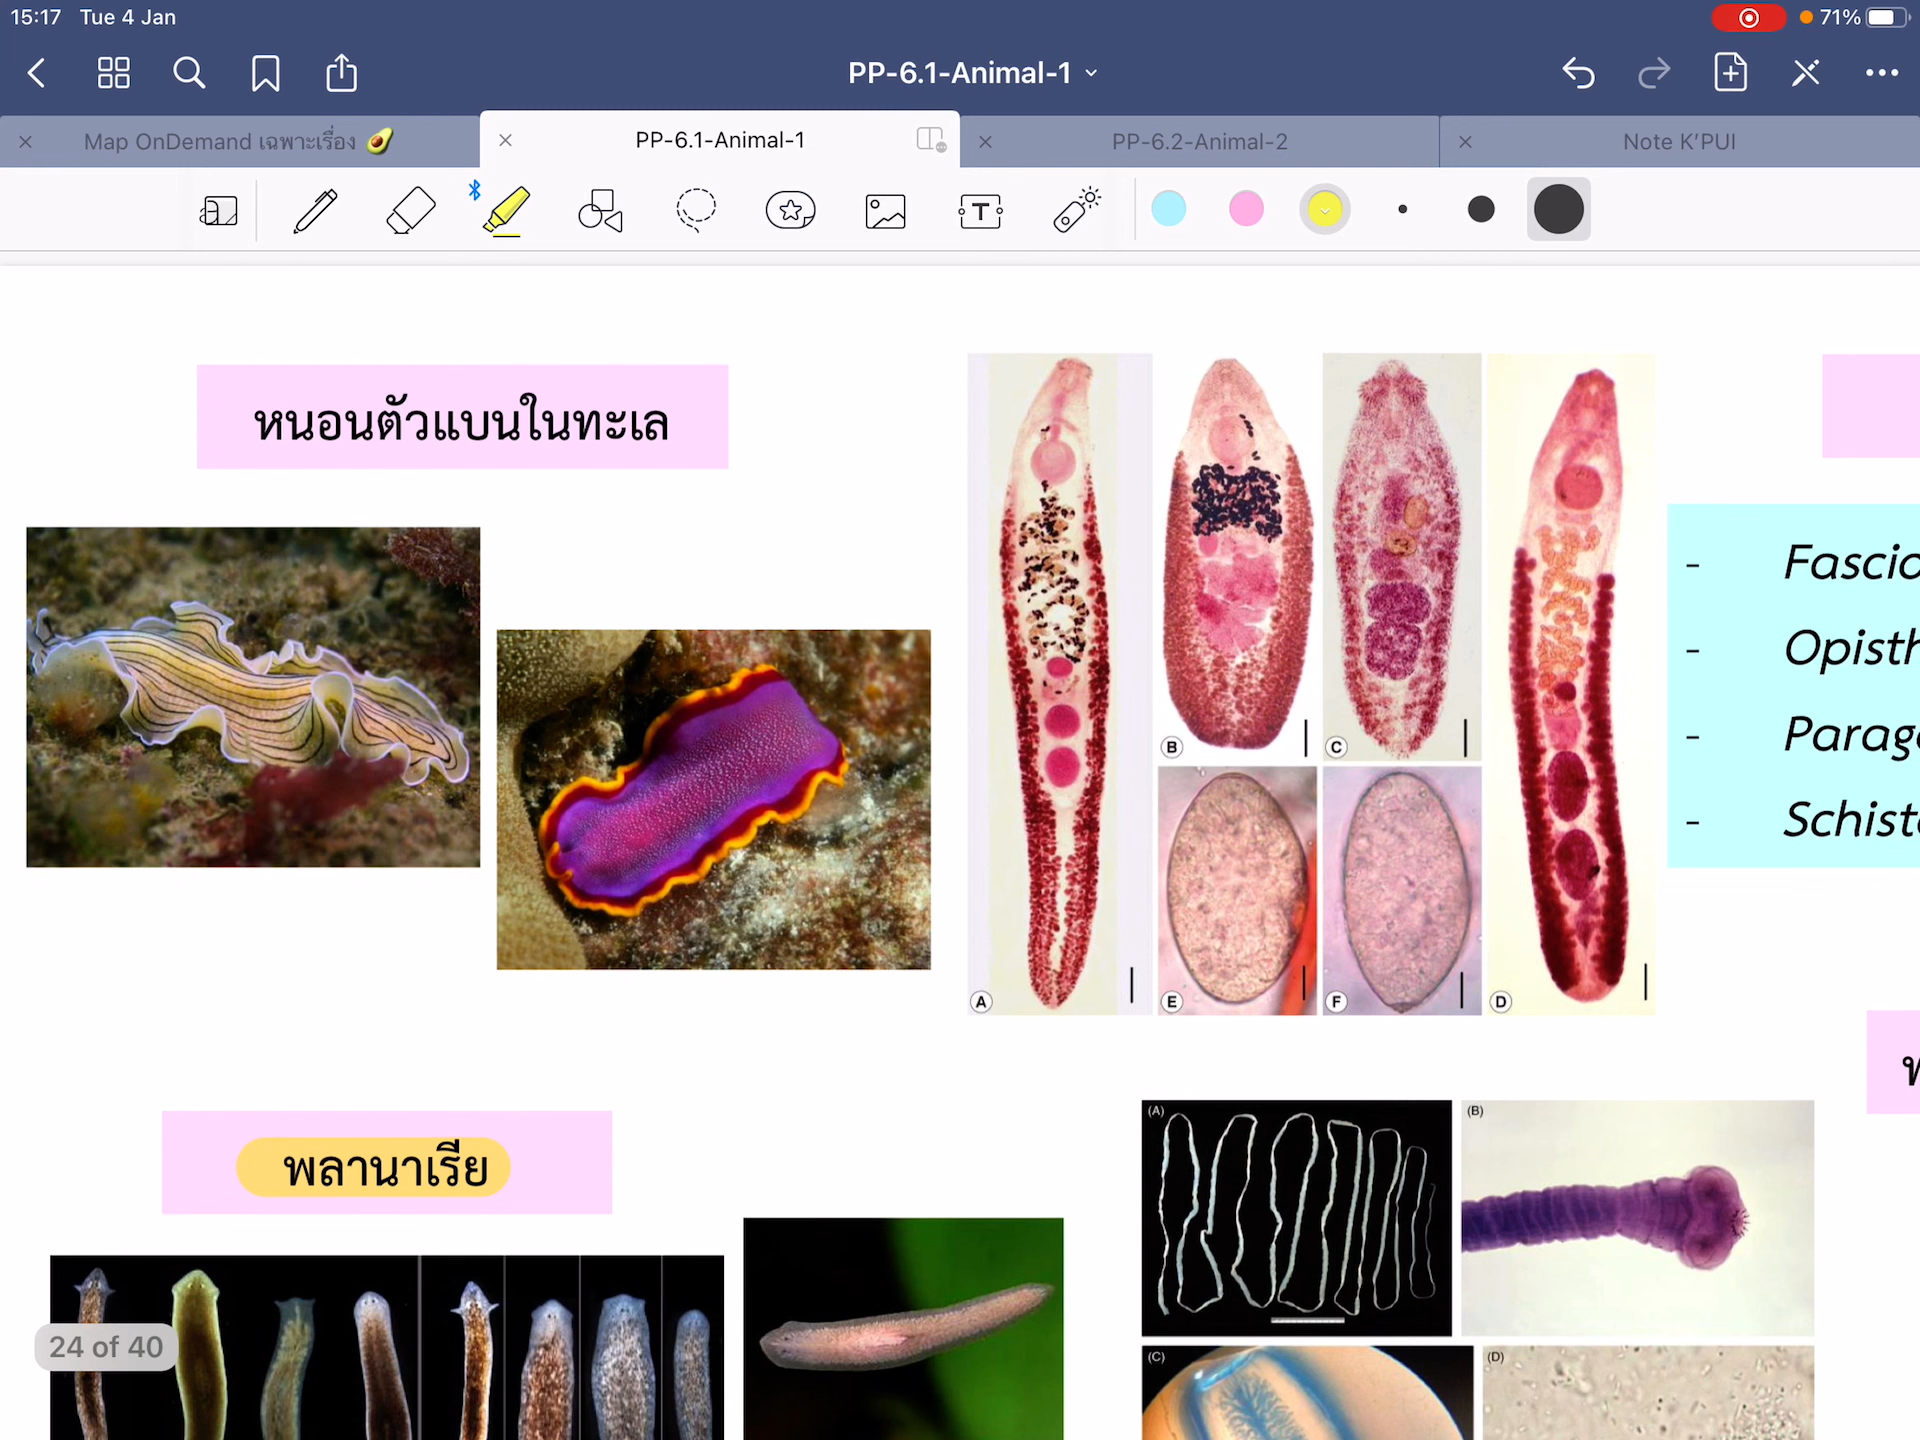 15:17 Tue 4 Jan
71%
PP-6.1-Animal-1
Map OnDemand เฉพาะเรื่อง 🥑
PP-6.1-Animal-1
PP-6.2-Animal-2
Note K'PUI
หนอนตัวแบนในทะเล
A
B
C
D
E
F
- Fascio
- Opisth
- Parag
- Schist
พลานาเรีย
(A)
(B)
(C)
(D)
24 of 40